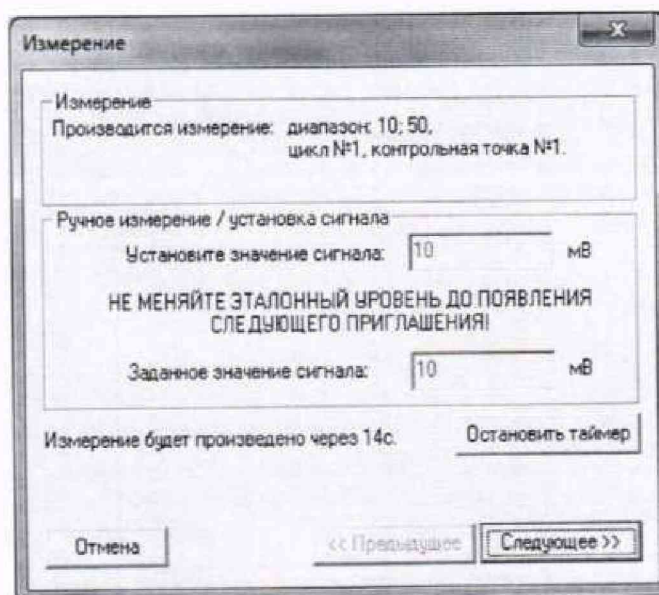 Измерение
Измерение
Производится измерение: диапазон: 10; 50,
цикл №1, контрольная точка №1.
Ручное измерение / установка сигнала
Установите значение сигнала: 10 мВ
НЕ МЕНЯЙТЕ ЭТАЛОННЫЙ УРОВЕНЬ ДО ПОЯВЛЕНИЯ
СЛЕДУЮЩЕГО ПРИГЛАШЕНИЯ!
Заданное значение сигнала: 10 мВ
Измерение будет произведено через 14с. Остановить таймер
Отмена << Предыдущее Следующее >>